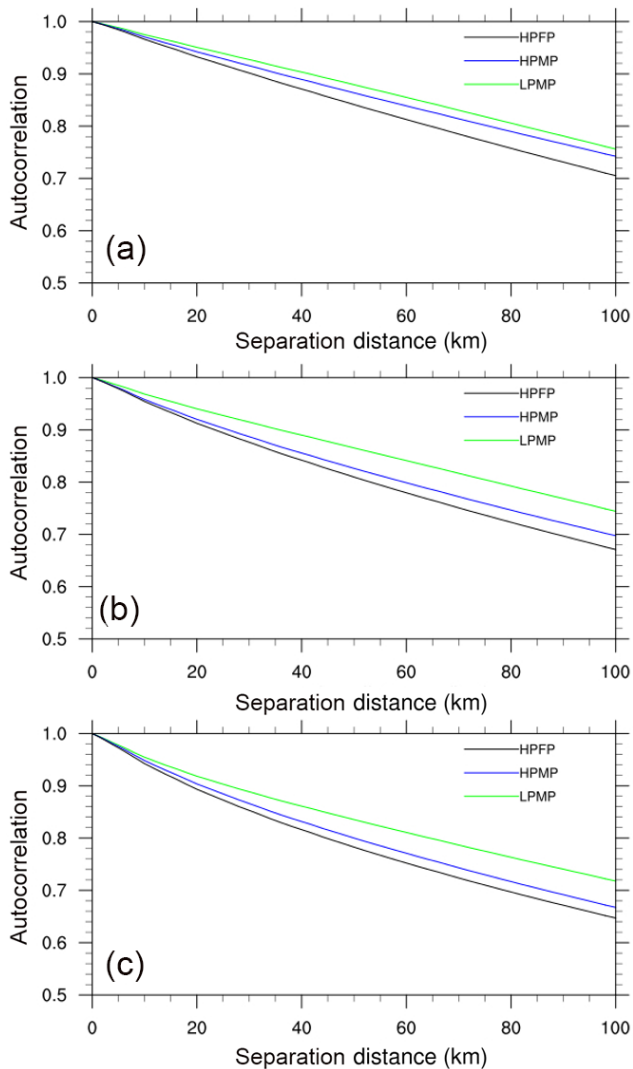 1.0
0.9
0.8
0.7
0.6
0.5
Autocorrelation
HPFP
HPMP
LPMP
(a)
0 20 40 60 80 100
Separation distance (km)
1.0
0.9
0.8
0.7
0.6
0.5
Autocorrelation
HPFP
HPMP
LPMP
(b)
0 20 40 60 80 100
Separation distance (km)
1.0
0.9
0.8
0.7
0.6
0.5
Autocorrelation
HPFP
HPMP
LPMP
(c)
0 20 40 60 80 100
Separation distance (km)